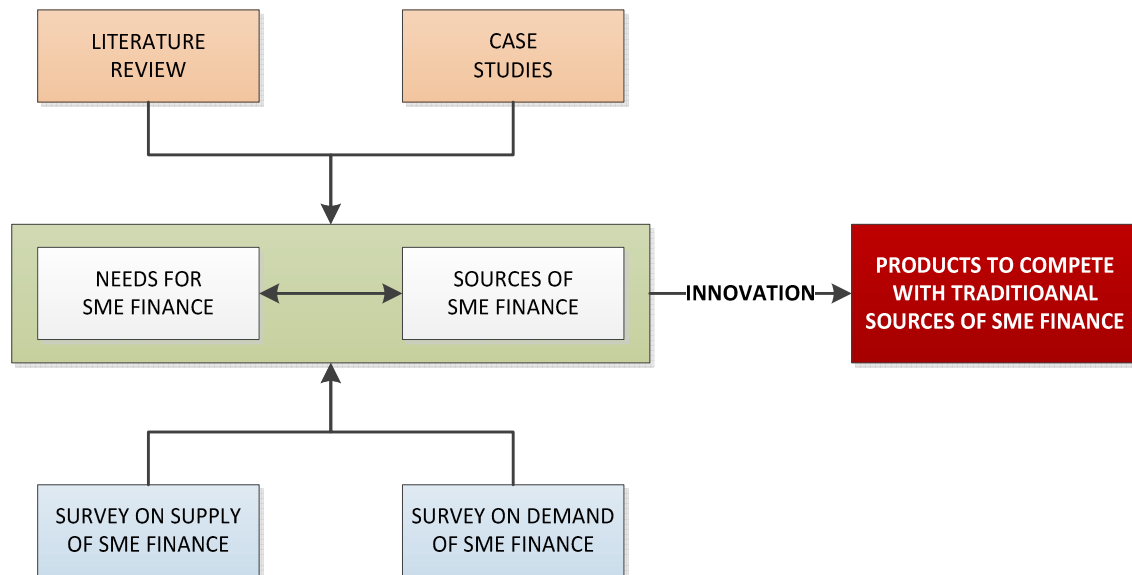 LITERATURE
REVIEW
CASE
STUDIES
NEEDS FOR
SME FINANCE
SOURCES OF
SME FINANCE
INNOVATION
PRODUCTS TO COMPETE
WITH TRADITIOANAL
SOURCES OF SME FINANCE
SURVEY ON SUPPLY
OF SME FINANCE
SURVEY ON DEMAND
OF SME FINANCE